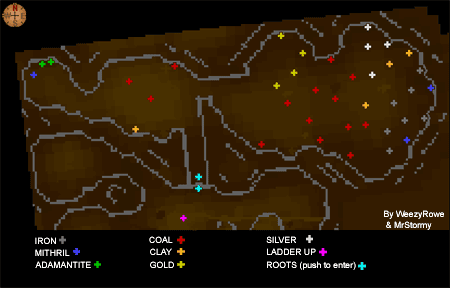 N
W E
S
By WeezyRowe
& MrStormy
IRON COAL SILVER
MITHRIL CLAY LADDER UP
ADAMANTITE GOLD ROOTS (push to enter)